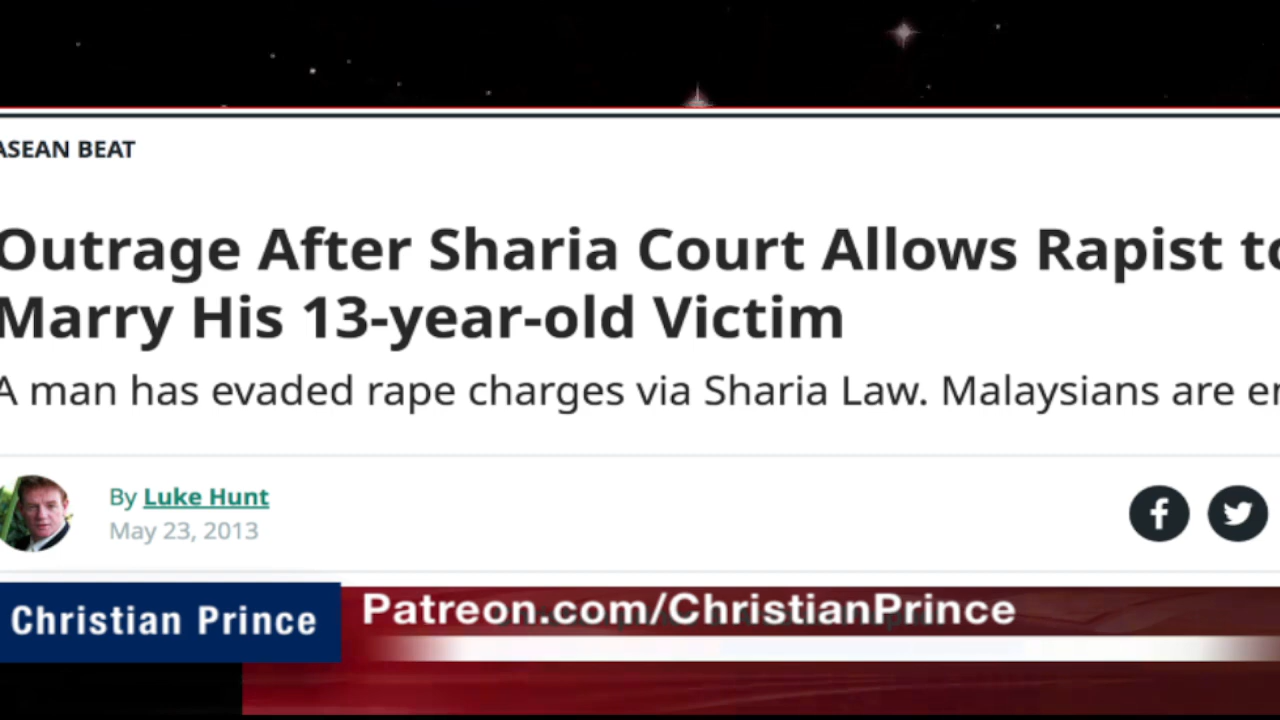 ASEAN BEAT
Outrage After Sharia Court Allows Rapist to
Marry His 13-year-old Victim
A man has evaded rape charges via Sharia Law. Malaysians are
By Luke Hunt
May 23, 2013
Christian Prince
Patreon.com/ChristianPrince